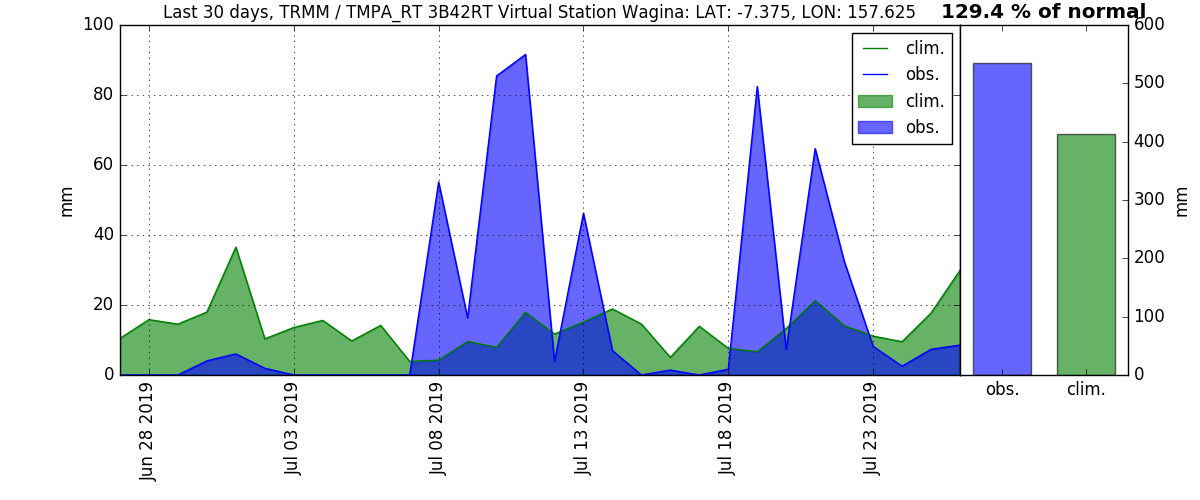 Last 30 days, TRMM / TMPA_RT 3B42RT Virtual Station Wagina: LAT: -7.375, LON: 157.625
129.4 % of normal
100
80
60
40
20
0
mm
clim.
obs.
clim.
obs.
600
500
400
300
200
100
0
mm
Jun 28 2019
Jul 03 2019
Jul 08 2019
Jul 13 2019
Jul 18 2019
Jul 23 2019
obs.
clim.